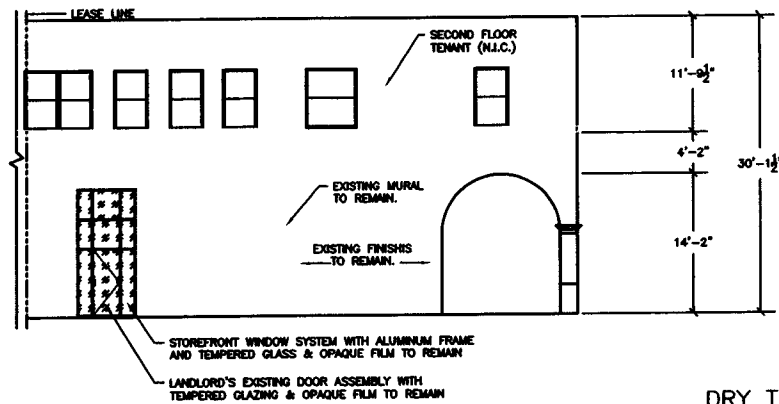 LEASE LINE
SECOND FLOOR
TENANT (N.I.C.)
11'-9½"
4'-2"
30'-1½"
EXISTING MURAL
TO REMAIN.
EXISTING FINISHIS
TO REMAIN.
14'-2"
STOREFRONT WINDOW SYSTEM WITH ALUMINUM FRAME
AND TEMPERED GLASS & OPAQUE FILM TO REMAIN
LANDLORD'S EXISTING DOOR ASSEMBLY WITH
TEMPERED GLAZING & OPAQUE FILM TO REMAIN
DRY T